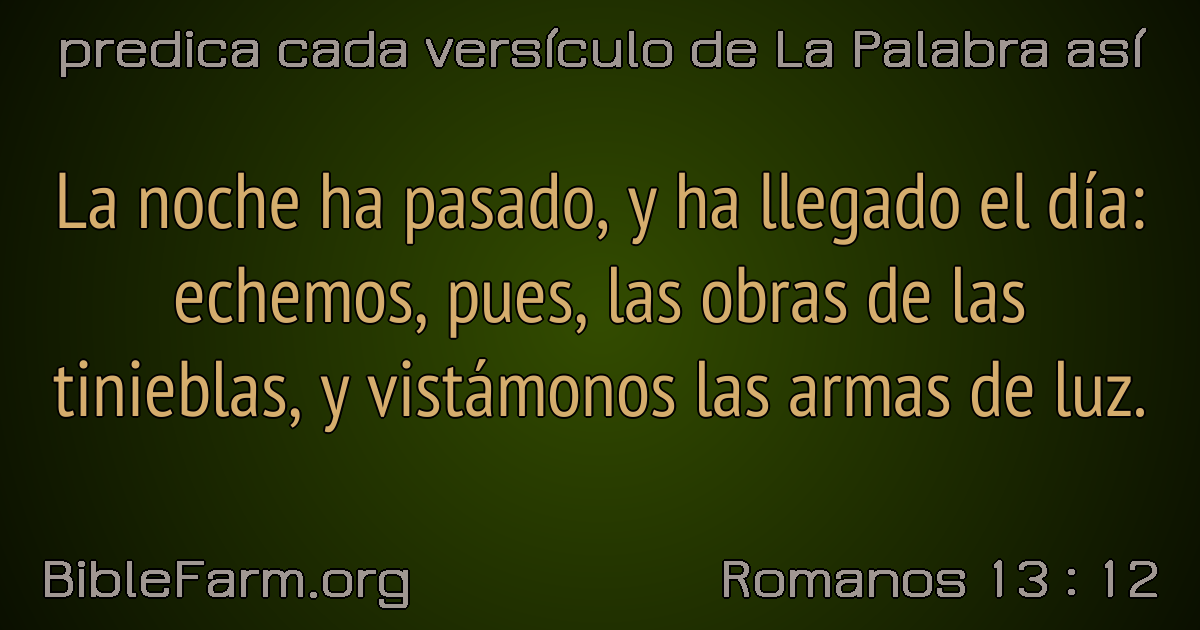 predica cada versículo de La Palabra así
La noche ha pasado, y ha llegado el día:
echemos, pues, las obras de las
tinieblas, y vistámonos las armas de luz.
BibleFarm.org
Romanos 13 : 12